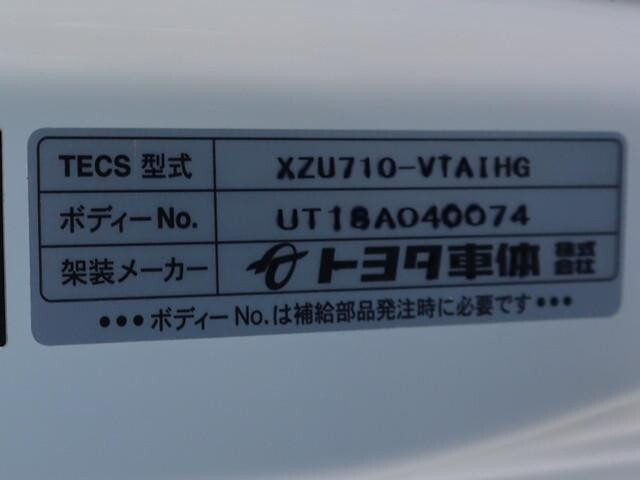 TECS 型式 XZU710-VTAIHG
ボディーNo. UT18A040074
架装メーカー トヨタ車体 株式会社
●●●ボディーNo.は補給部品発注時に必要です●●●